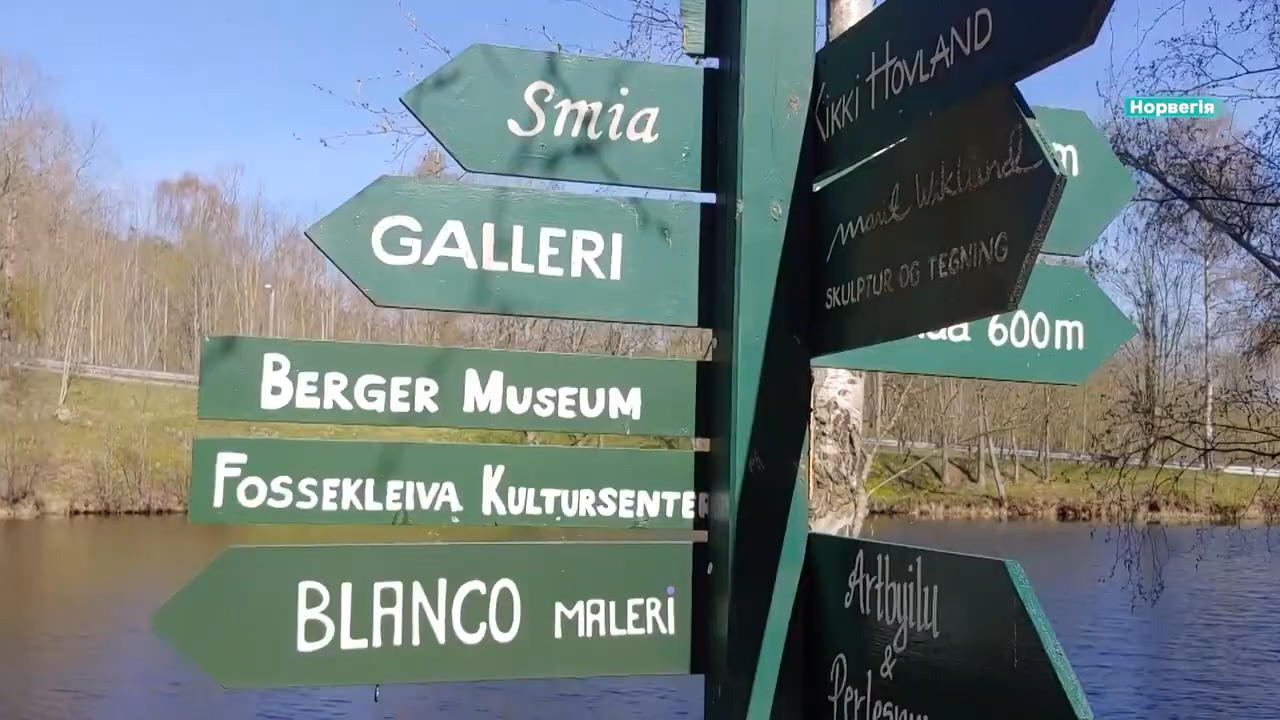 Smia
GALLERI
BERGER MUSEUM
FOSSEKLEIVA KULTURSENTER
BLANCO MALERI
KIKKI HOVLAND
Marit Wiklund
SKULPTUR OG TEGNING
m
600m
Artbyilu
&
Норвегія